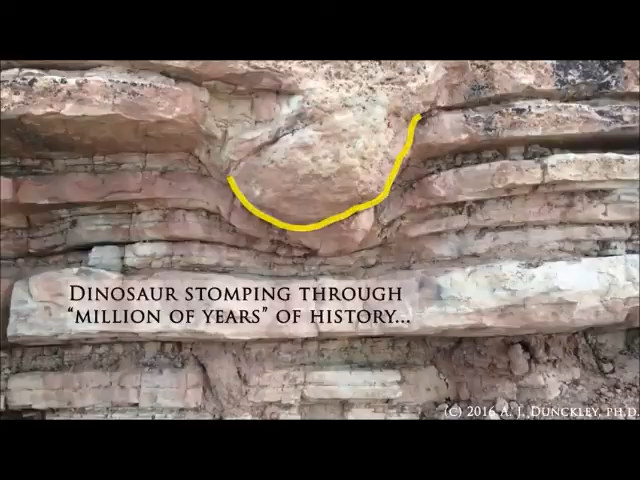 Dinosaur stomping through
“million of years” of history...
(c) 2016 A. J. Dunckley, Ph.D.